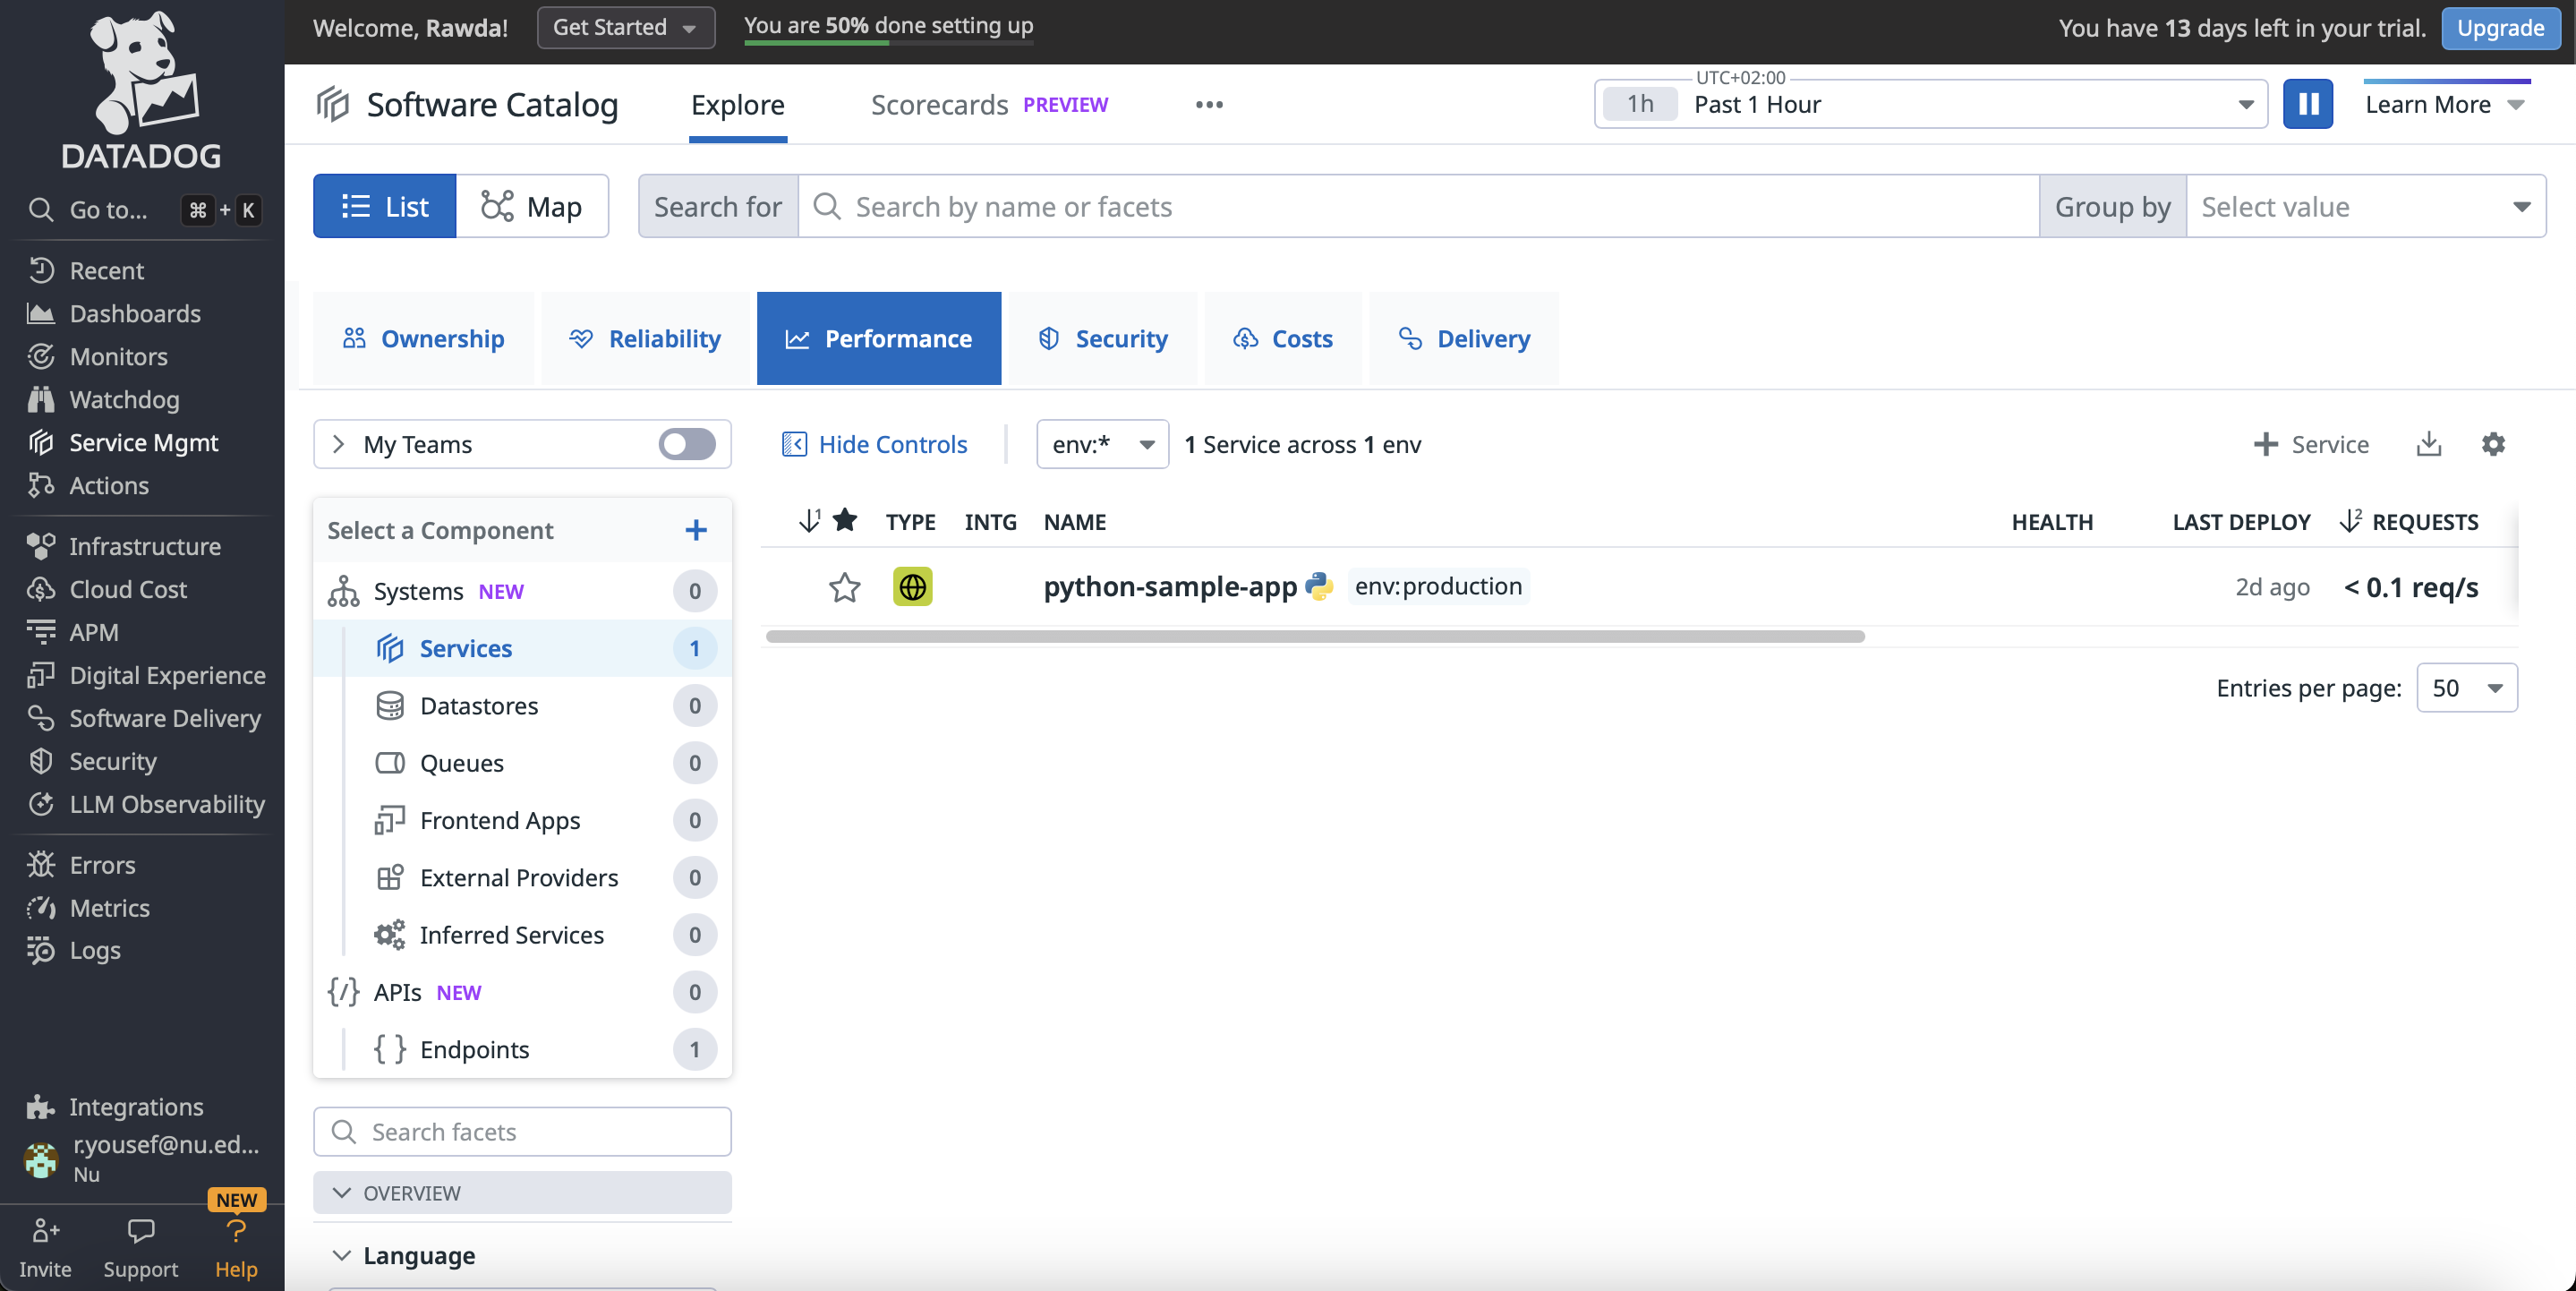 DATADOG
Go to... ⌘ + K
Recent
Dashboards
Monitors
Watchdog
Service Mgmt
Actions
Infrastructure
Cloud Cost
APM
Digital Experience
Software Delivery
Security
LLM Observability
Errors
Metrics
Logs
Integrations
r.yousef@nu.ed...
Nu
NEW
Invite Support Help
Welcome, Rawda! Get Started You are 50% done setting up You have 13 days left in your trial. Upgrade
Software Catalog Explore Scorecards PREVIEW ••• UTC+02:00 1h Past 1 Hour Learn More
List Map Search for Search by name or facets Group by Select value
Ownership Reliability Performance Security Costs Delivery
My Teams
Select a Component +
Systems NEW 0
Services 1
Datastores 0
Queues 0
Frontend Apps 0
External Providers 0
Inferred Services 0
{/} APIs NEW 0
{ } Endpoints 1
Search facets
OVERVIEW
Language
Hide Controls env:* 1 Service across 1 env + Service
1 TYPE INTG NAME HEALTH LAST DEPLOY 2 REQUESTS
python-sample-app env:production 2d ago < 0.1 req/s
Entries per page: 50